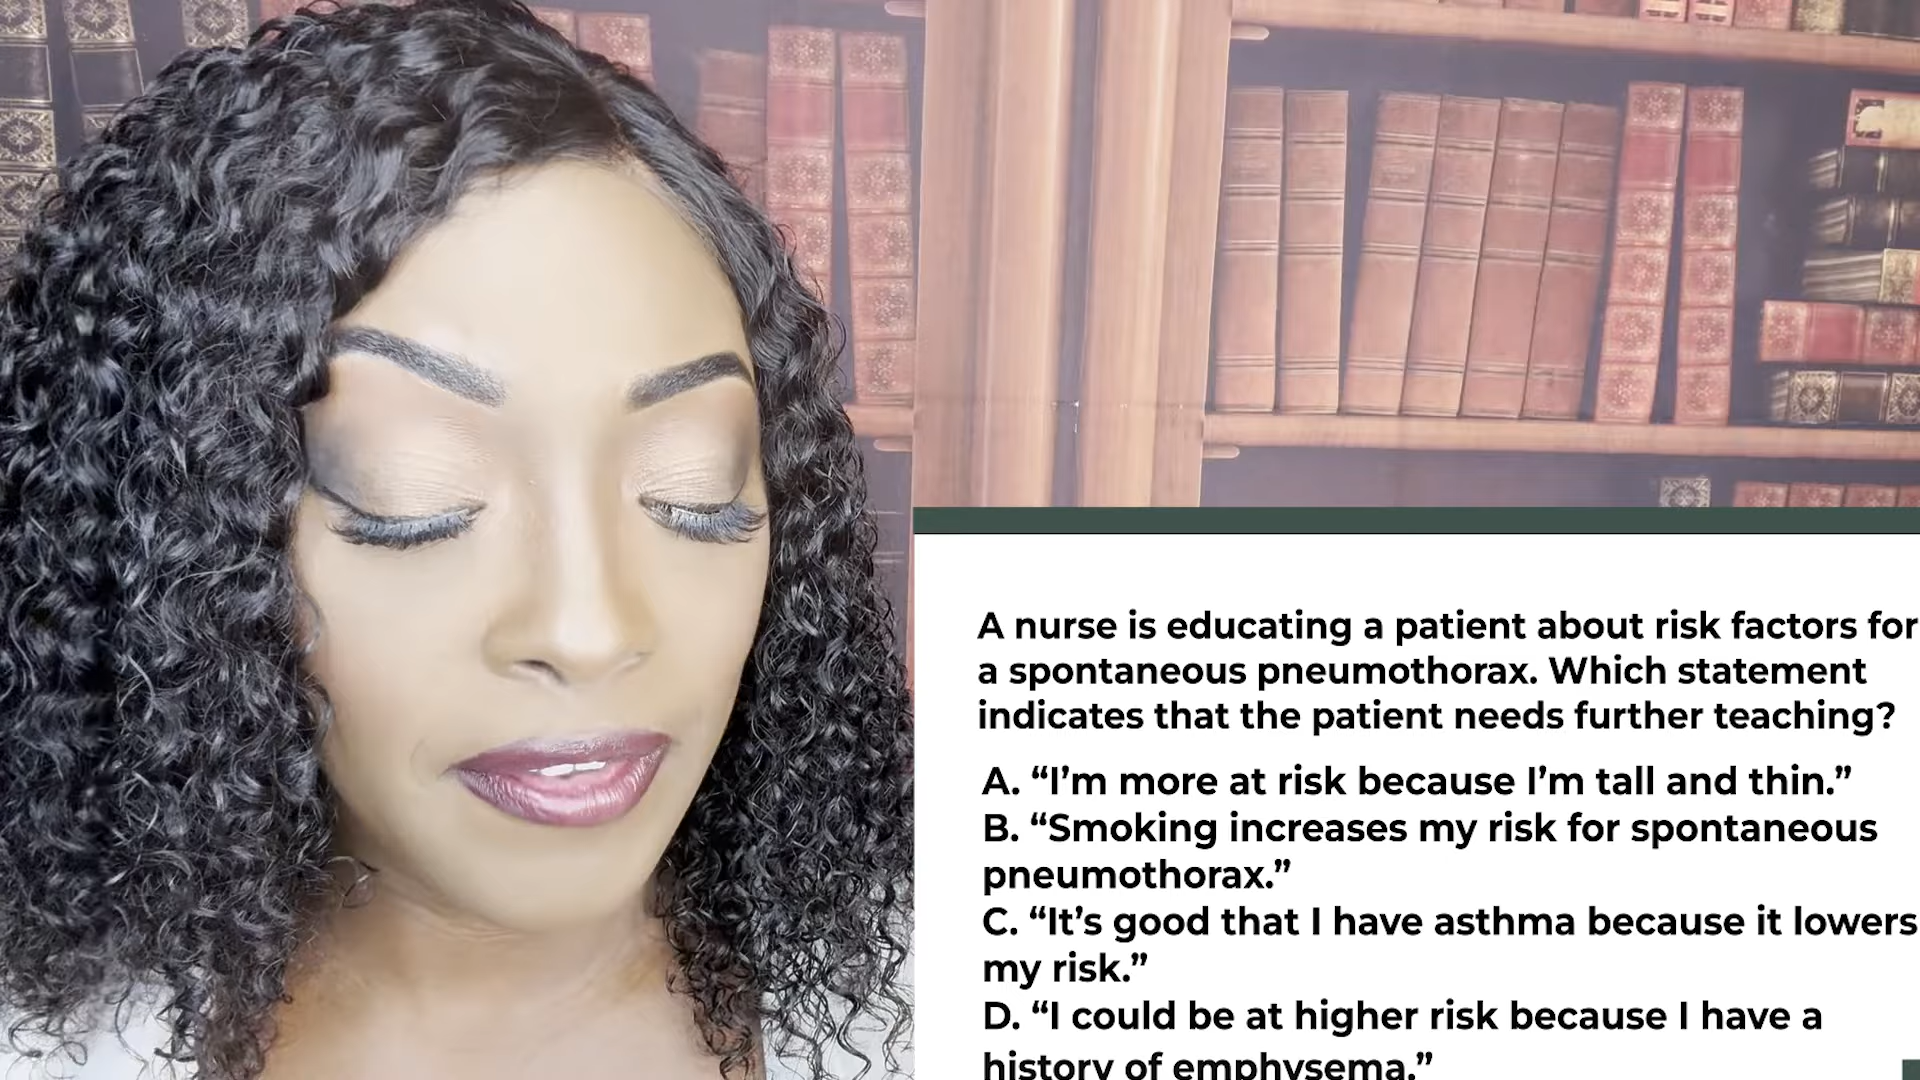 A nurse is educating a patient about risk factors for
a spontaneous pneumothorax. Which statement
indicates that the patient needs further teaching?
A. “I’m more at risk because I’m tall and thin.”
B. “Smoking increases my risk for spontaneous
pneumothorax.”
C. “It’s good that I have asthma because it lowers
my risk.”
D. “I could be at higher risk because I have a
history of emphysema.”